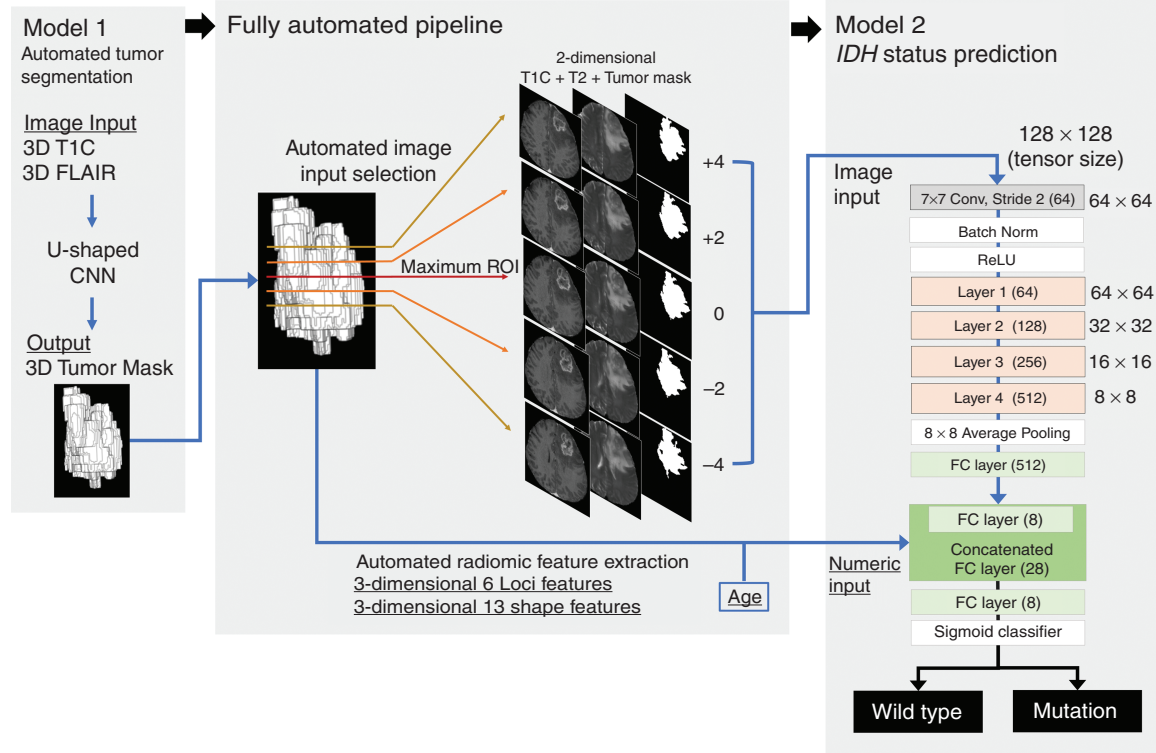 Model 1
Automated tumor
segmentation
Image Input
3D T1C
3D FLAIR
U-shaped
CNN
Output
3D Tumor Mask
Fully automated pipeline
2-dimensional
T1C + T2 + Tumor mask
Automated image
input selection
Maximum ROI
+4
+2
0
−2
−4
Automated radiomic feature extraction
3-dimensional 6 Loci features
3-dimensional 13 shape features
Age
Model 2
IDH status prediction
128 × 128
(tensor size)
Image
input
7×7 Conv, Stride 2 (64)
64 × 64
Batch Norm
ReLU
Layer 1 (64)
64 × 64
Layer 2 (128)
32 × 32
Layer 3 (256)
16 × 16
Layer 4 (512)
8 × 8
8 × 8 Average Pooling
FC layer (512)
FC layer (8)
Concatenated
FC layer (28)
Numeric
input
FC layer (8)
Sigmoid classifier
Wild type
Mutation